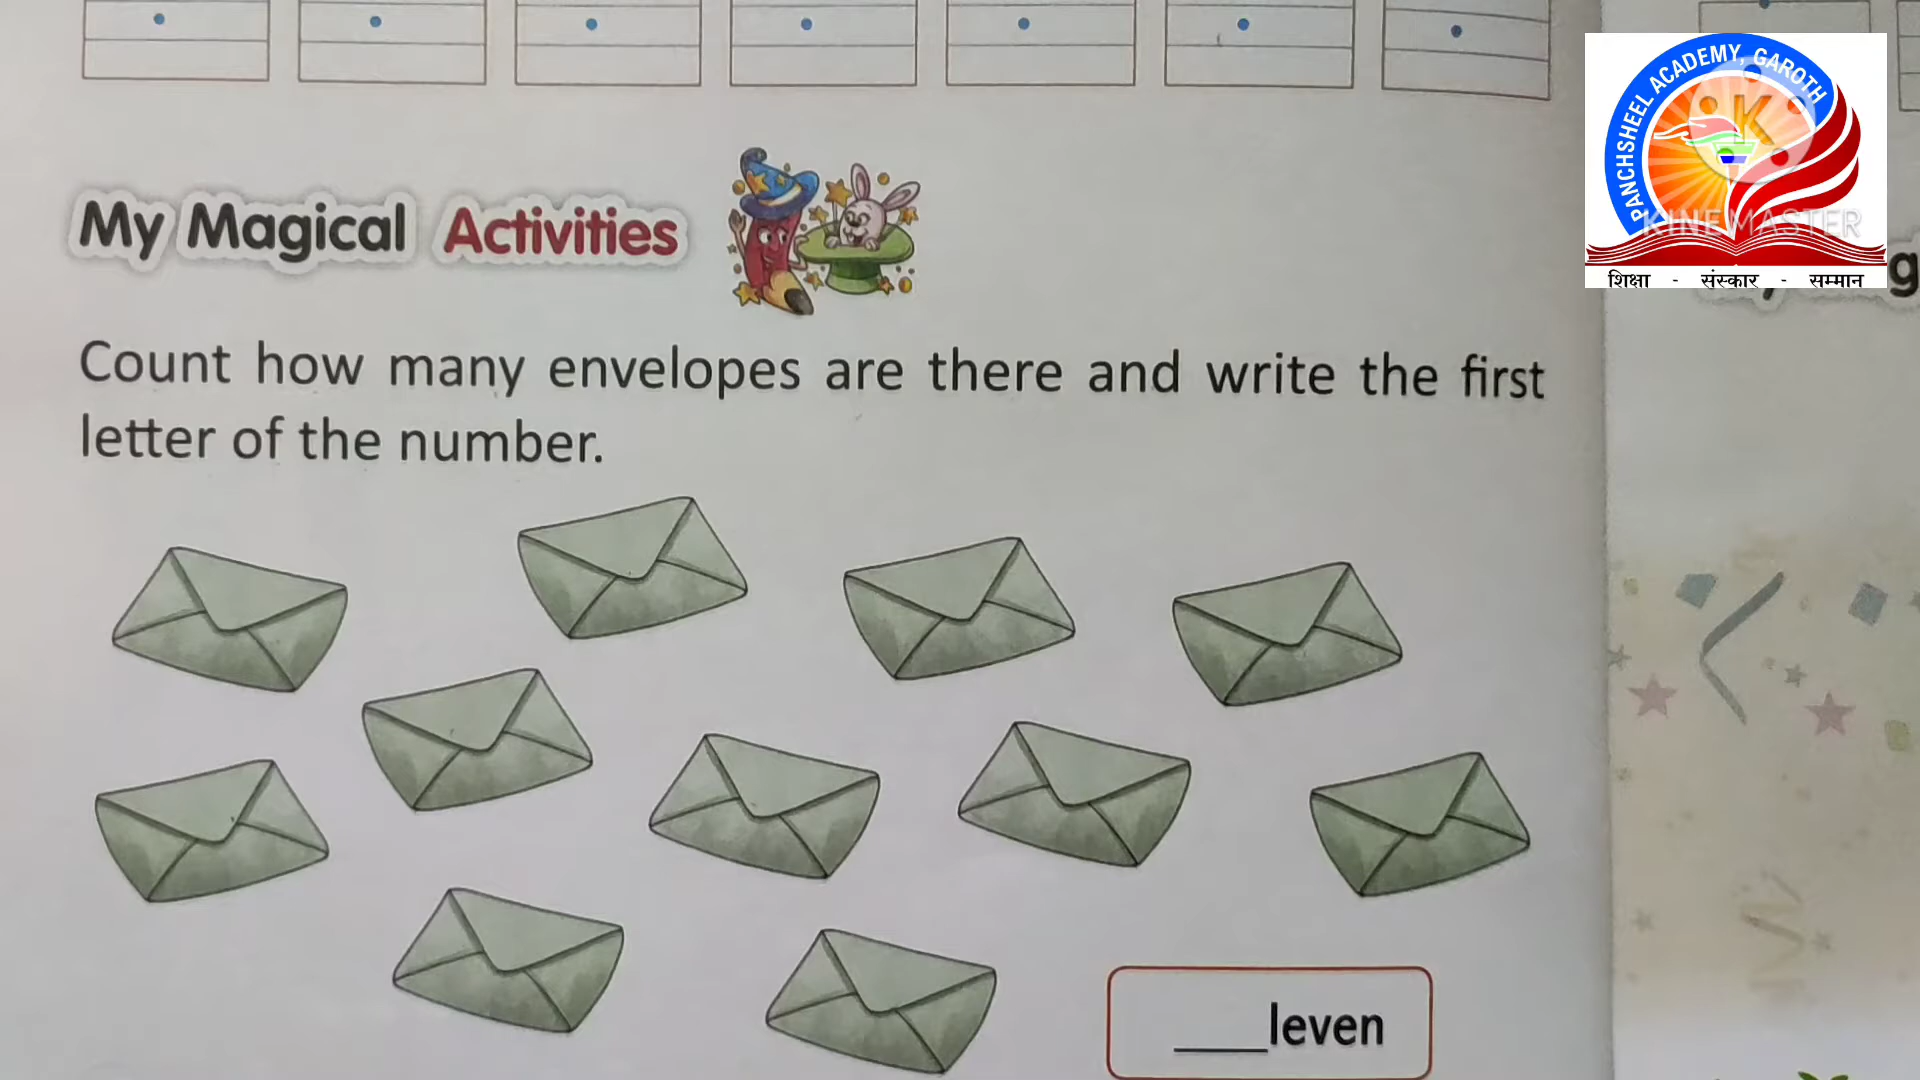 PANCHSHEEL ACADEMY, GAROTH
K
KINEMASTER
शिक्षा - संस्कार - सम्मान
My Magical Activities
g
Count how many envelopes are there and write the first
letter of the number.
____leven